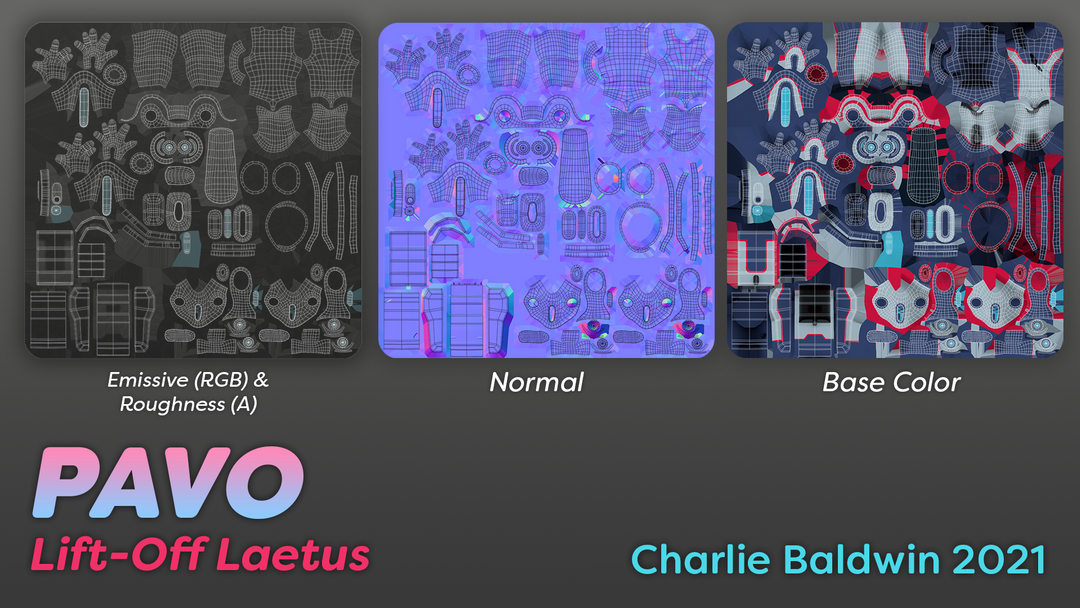 Emissive (RGB) &
Roughness (A)
Normal
Base Color
PAVO
Lift-Off Laetus
Charlie Baldwin 2021